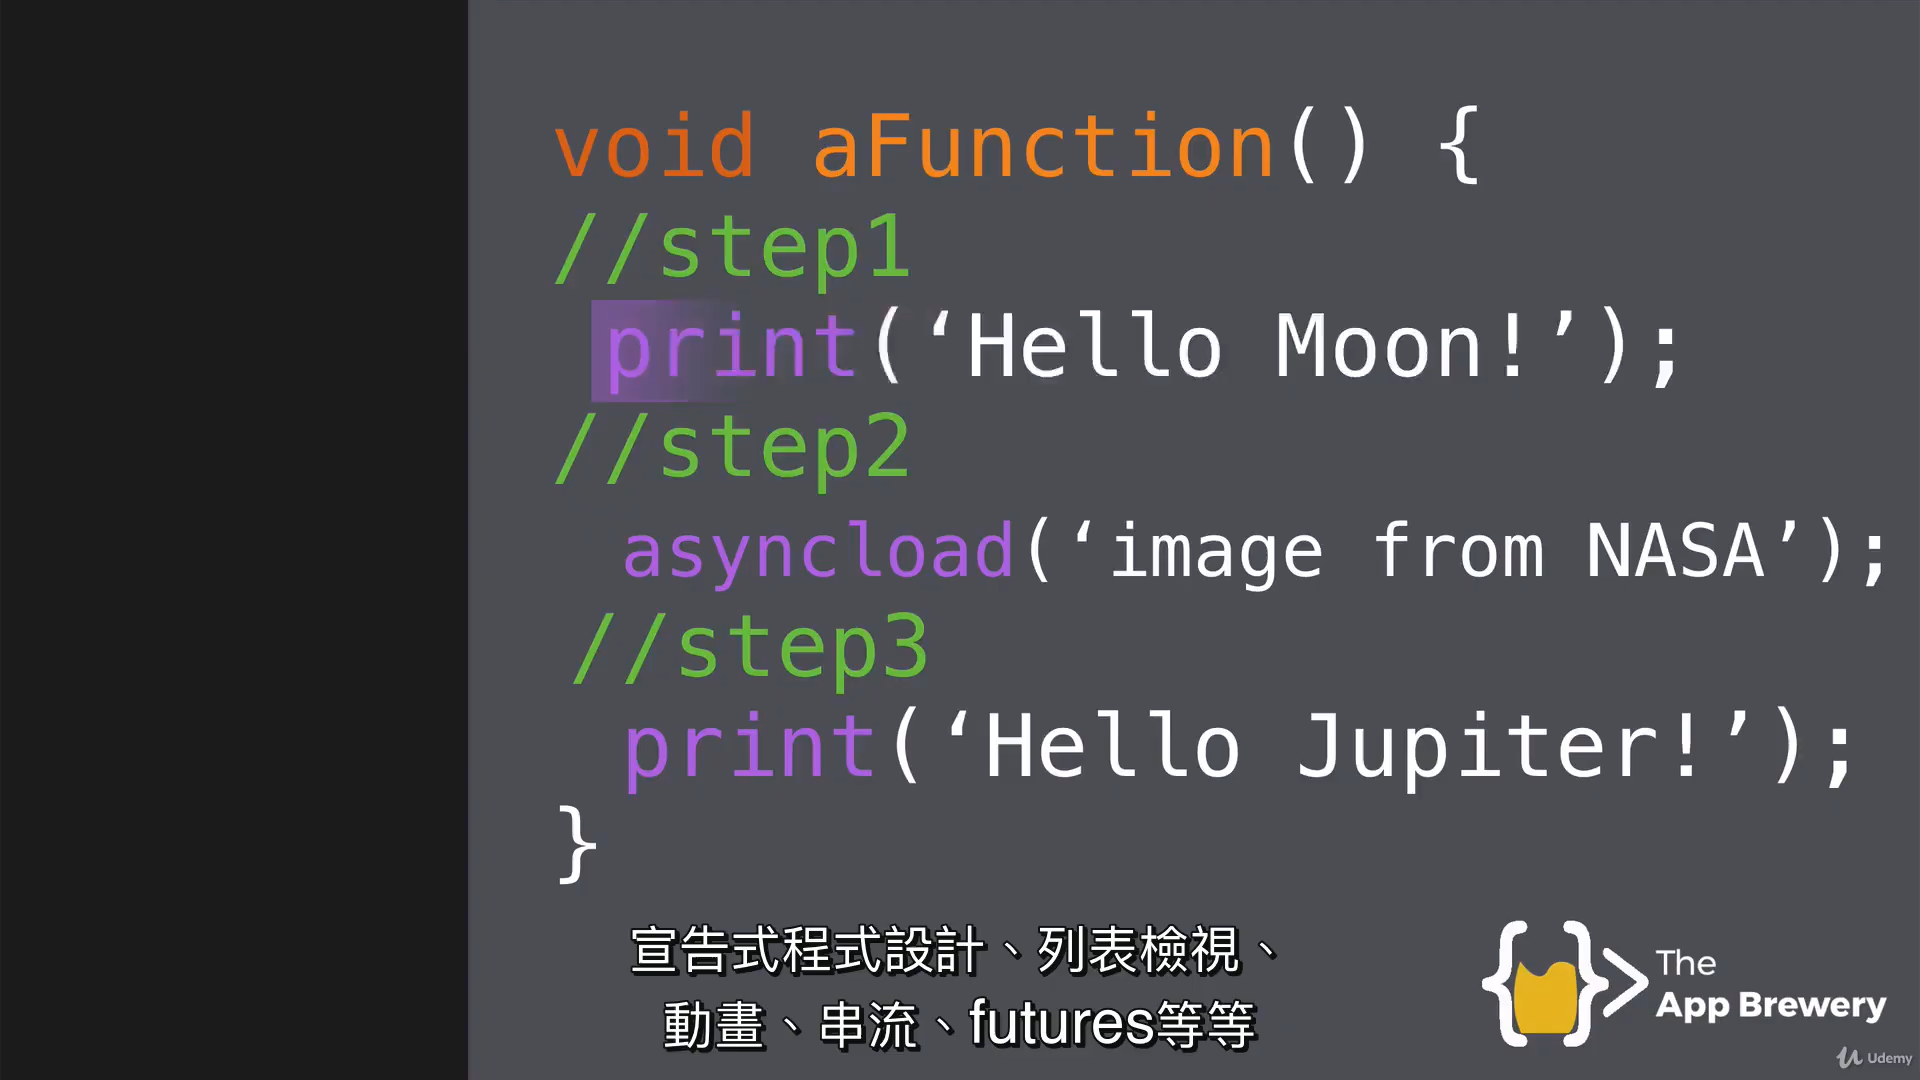 void aFunction() {
//step1
print(‘Hello Moon!’);
//step2
asyncload(‘image from NASA’);
//step3
print(‘Hello Jupiter!’);
}
宣告式程式設計、列表檢視、
動畫、串流、futures等等
The
App Brewery
Udemy